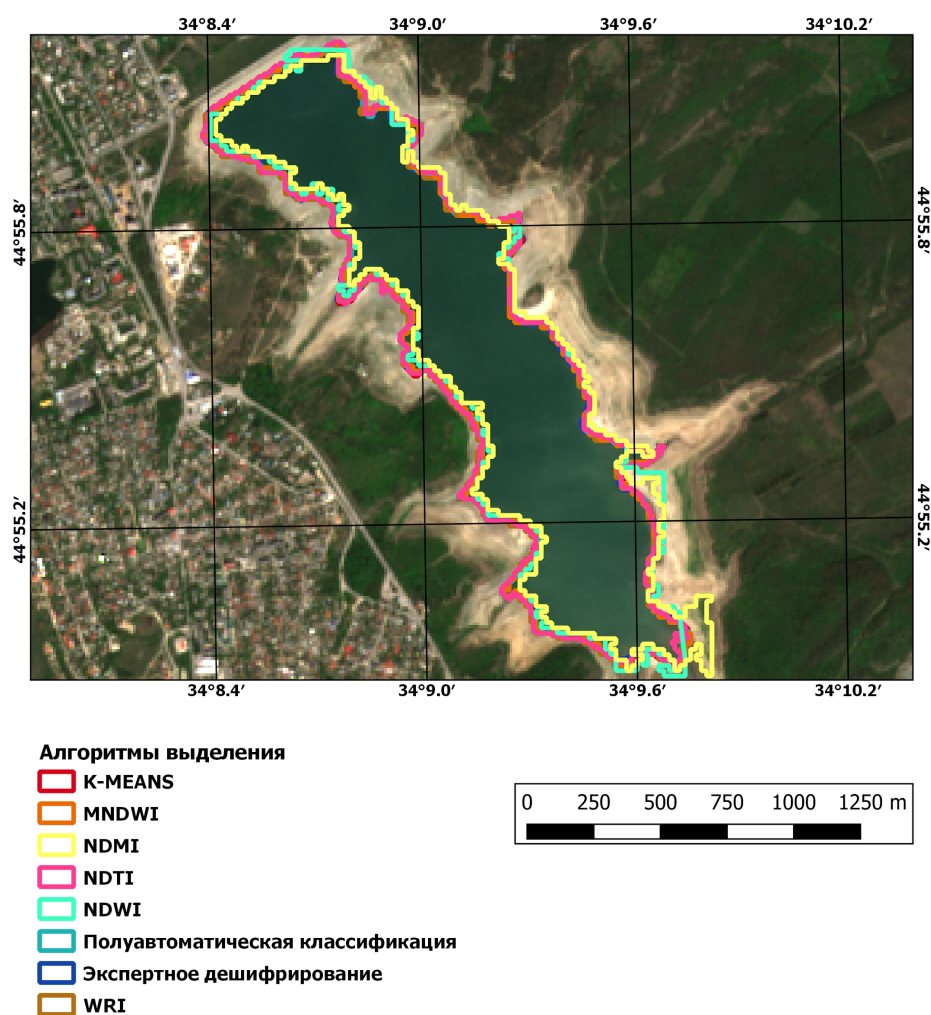 34°8.4′ 34°9.0′ 34°9.6′ 34°10.2′
44°55.8′ 44°55.8′
44°55.2′ 44°55.2′
34°8.4′ 34°9.0′ 34°9.6′ 34°10.2′
Алгоритмы выделения
K-MEANS
MNDWI
NDMI
NDTI
NDWI
Полуавтоматическая классификация
Экспертное дешифрирование
WRI
0 250 500 750 1000 1250 m